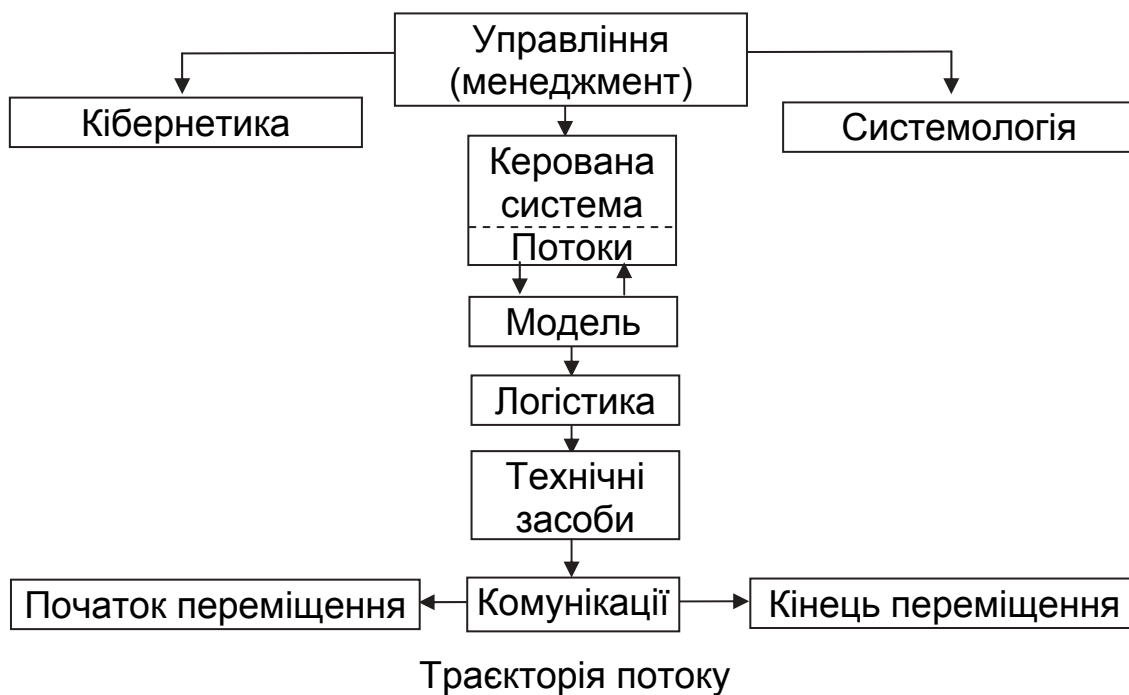 Управління
(менеджмент)
Кібернетика
Системологія
Керована
система
Потоки
Модель
Логістика
Технічні
засоби
Початок переміщення
Комунікації
Кінець переміщення
Траєкторія потоку